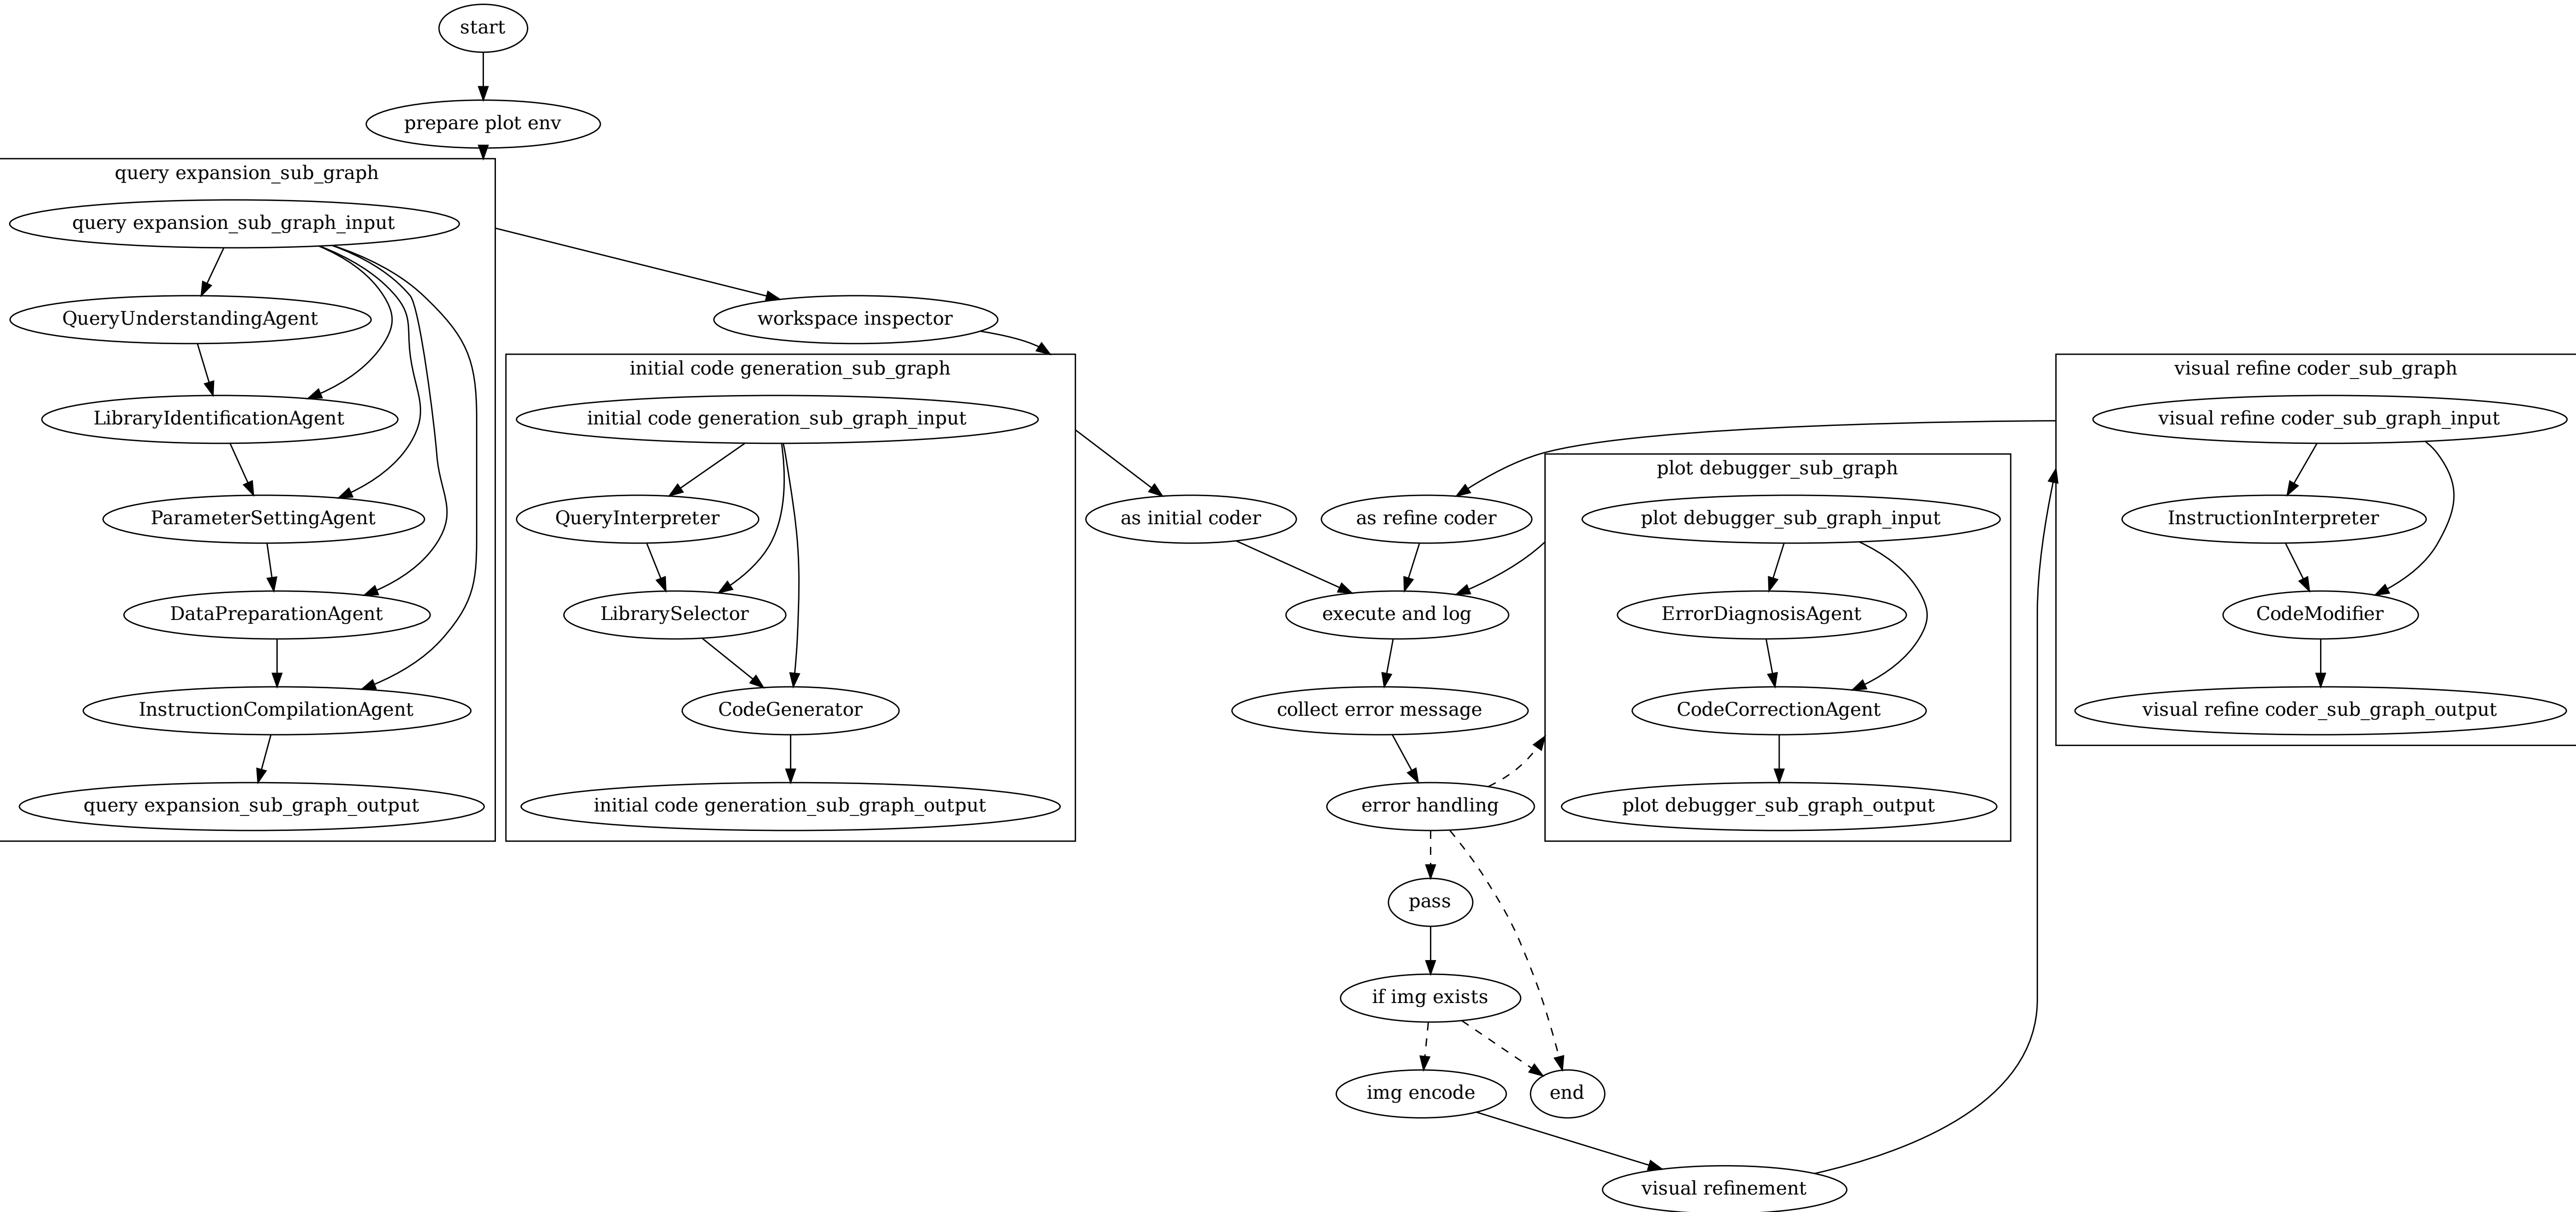 start
prepare plot env
query expansion_sub_graph
query expansion_sub_graph_input
QueryUnderstandingAgent
LibraryIdentificationAgent
ParameterSettingAgent
DataPreparationAgent
InstructionCompilationAgent
query expansion_sub_graph_output
workspace inspector
initial code generation_sub_graph
initial code generation_sub_graph_input
QueryInterpreter
LibrarySelector
CodeGenerator
initial code generation_sub_graph_output
as initial coder
as refine coder
execute and log
collect error message
error handling
pass
if img exists
img encode
end
visual refinement
plot debugger_sub_graph
plot debugger_sub_graph_input
ErrorDiagnosisAgent
CodeCorrectionAgent
plot debugger_sub_graph_output
visual refine coder_sub_graph
visual refine coder_sub_graph_input
InstructionInterpreter
CodeModifier
visual refine coder_sub_graph_output